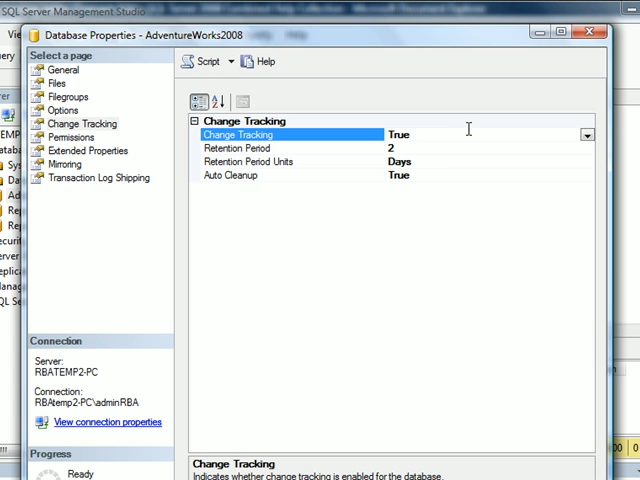 SQL Server Management Studio
Database Properties - AdventureWorks2008
Select a page
General
Files
Filegroups
Options
Change Tracking
Permissions
Extended Properties
Mirroring
Transaction Log Shipping
Script
Help
Change Tracking
Change Tracking True
Retention Period 2
Retention Period Units Days
Auto Cleanup True
Connection
Server:
RBATEMP2-PC
Connection:
RBAtemp2-PC\adminRBA
View connection properties
Progress
Ready
Change Tracking
Indicates whether change tracking is enabled for the database.